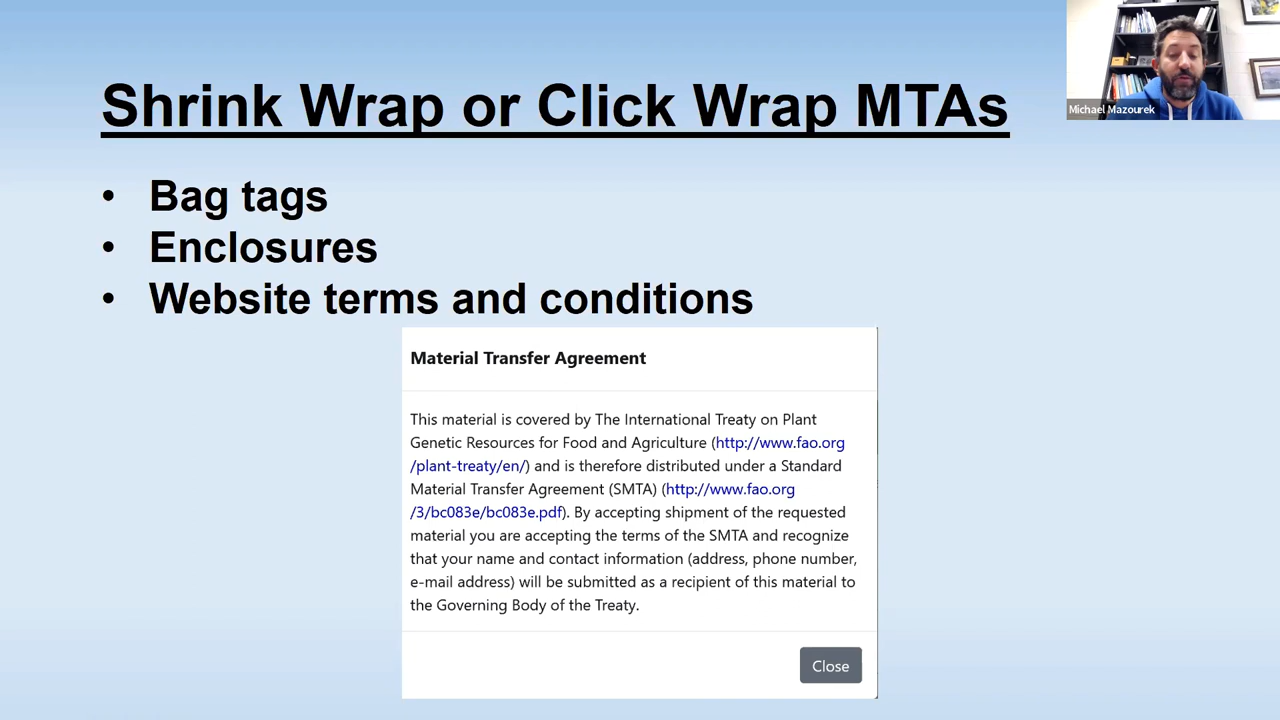 Shrink Wrap or Click Wrap MTAs
Michael Mazourek
• Bag tags
• Enclosures
• Website terms and conditions
Material Transfer Agreement
This material is covered by The International Treaty on Plant
Genetic Resources for Food and Agriculture (http://www.fao.org
/plant-treaty/en/) and is therefore distributed under a Standard
Material Transfer Agreement (SMTA) (http://www.fao.org
/3/bc083e/bc083e.pdf). By accepting shipment of the requested
material you are accepting the terms of the SMTA and recognize
that your name and contact information (address, phone number,
e-mail address) will be submitted as a recipient of this material to
the Governing Body of the Treaty.
Close